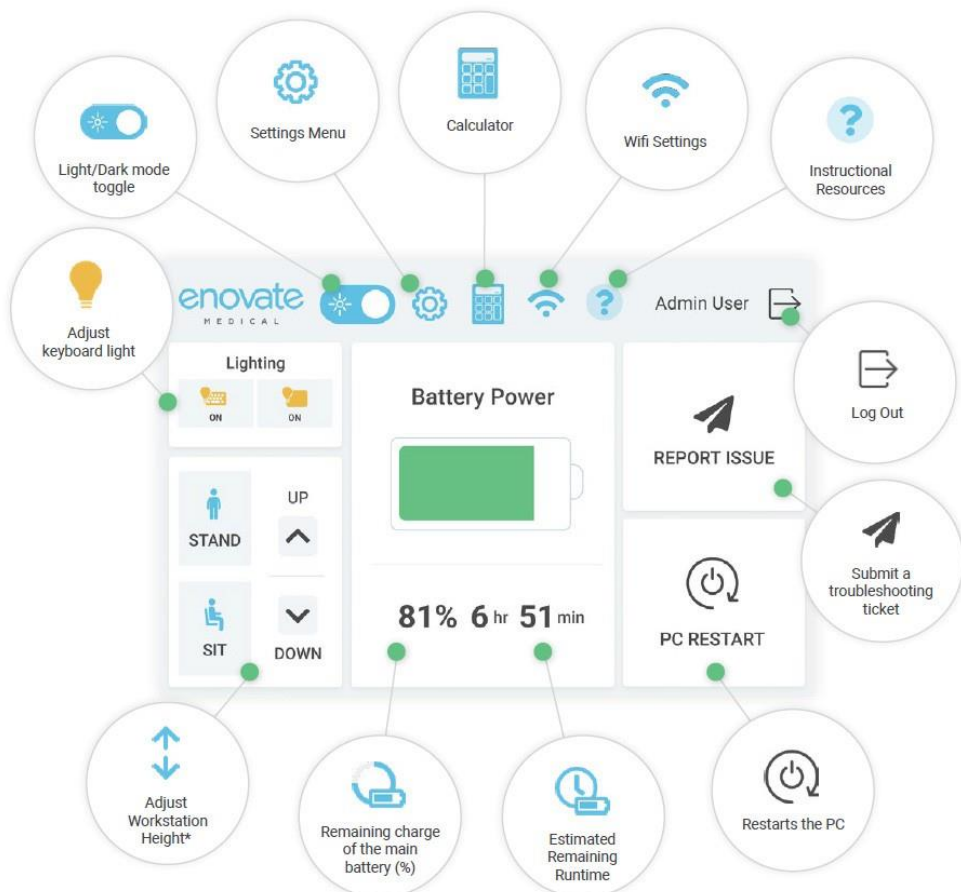 Settings Menu
Calculator
Wifi Settings
Light/Dark mode
toggle
Instructional
Resources
Adjust
keyboard light
enovate
MEDICAL
Admin User
Log Out
Lighting
ON
ON
Battery Power
REPORT ISSUE
STAND
UP
SIT
DOWN
81% 6 hr 51 min
PC RESTART
Submit a
troubleshooting
ticket
Adjust
Workstation
Height*
Remaining charge
of the main
battery (%)
Estimated
Remaining
Runtime
Restarts the PC